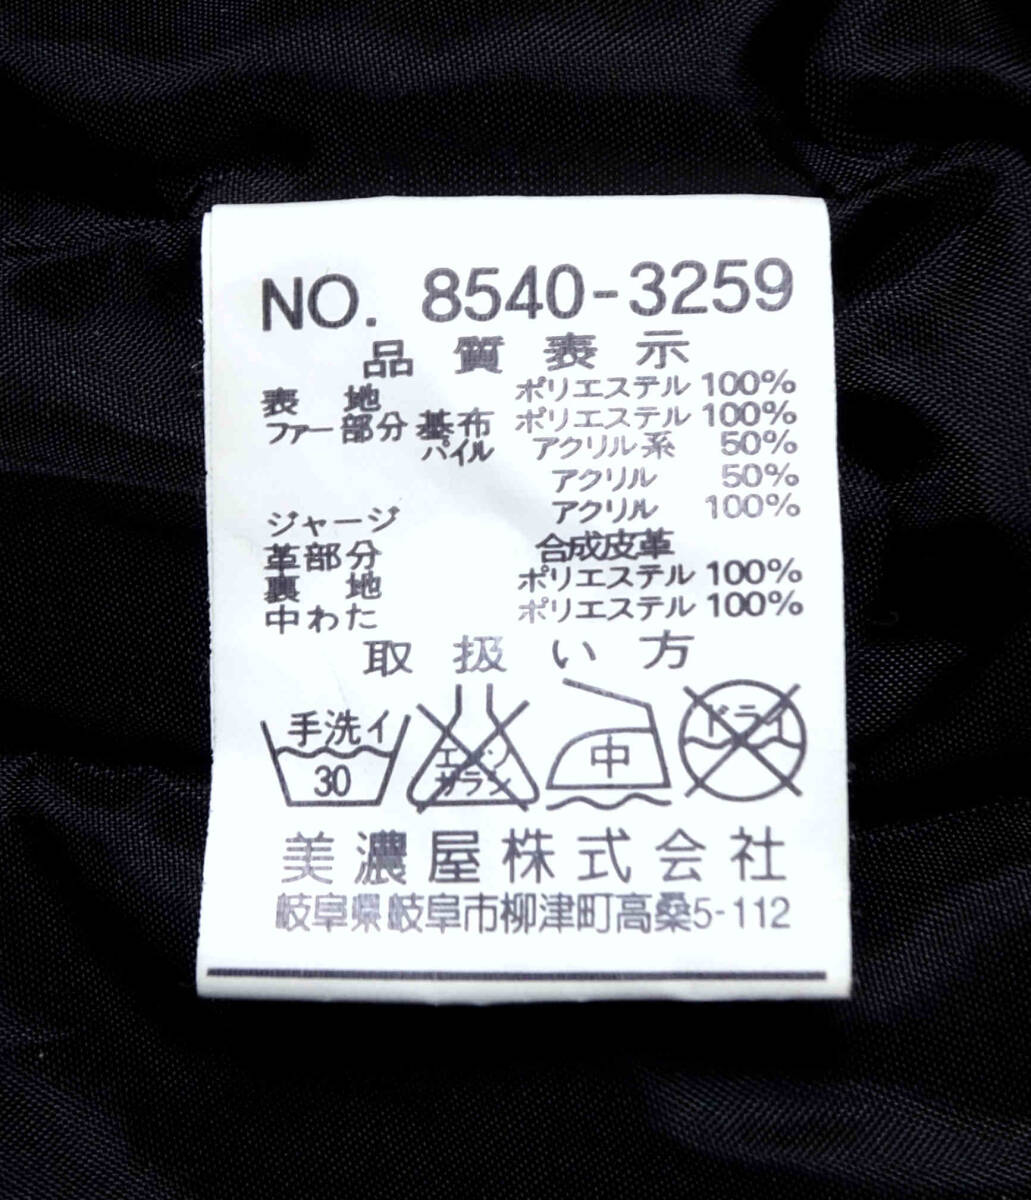 NO. 8540-3259
品質表示
表地 ポリエステル 100%
ファー部分 基布 ポリエステル 100%
パイル アクリル系 50%
アクリル 50%
ジャージ アクリル 100%
革部分 合成皮革
裏地 ポリエステル 100%
中わた ポリエステル 100%
取扱い方
手洗イ エンソ 中 ドライ
30 サラシ
美濃屋株式会社
岐阜県岐阜市柳津町高桑5-112